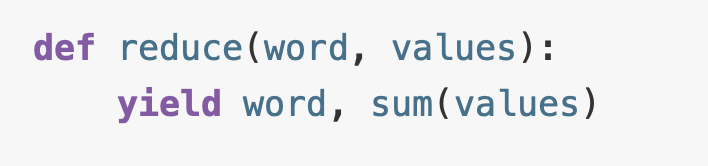 def reduce(word, values):
    yield word, sum(values)